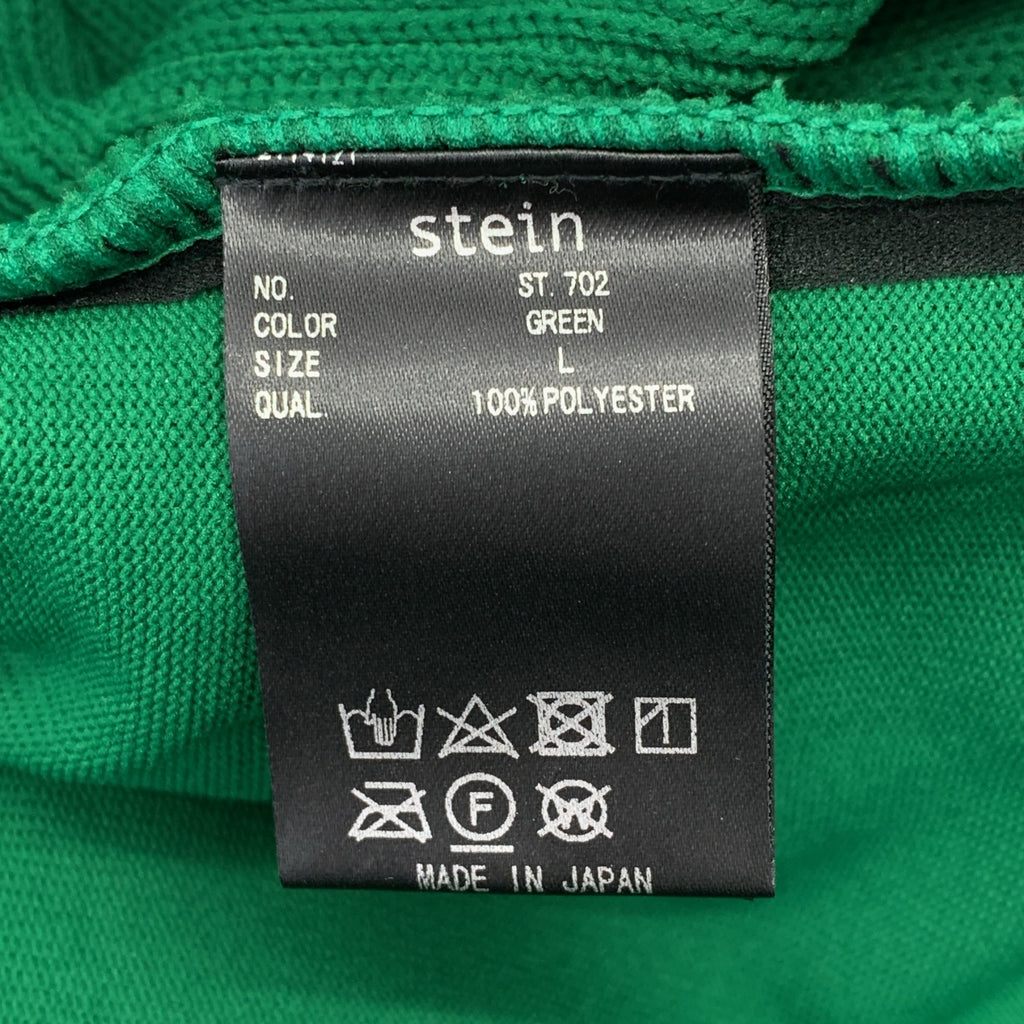 stein
NO. ST. 702
COLOR GREEN
SIZE L
QUAL. 100%POLYESTER
F
W
MADE IN JAPAN